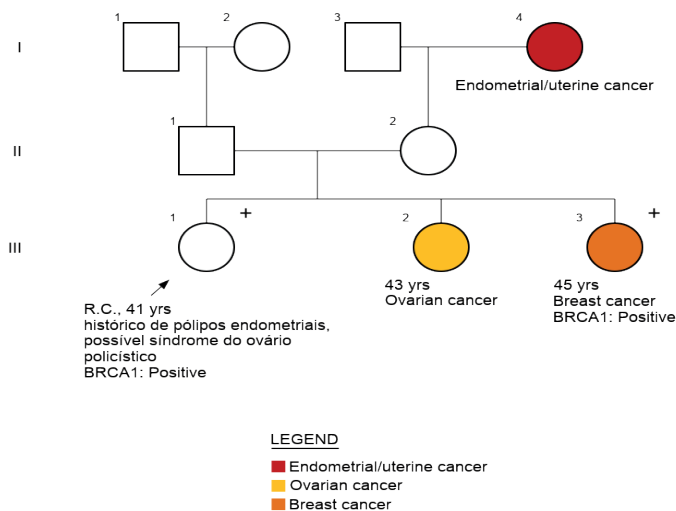 1
2
3
4
I
Endometrial/uterine cancer
1
2
II
1
+
2
3
+
III
43 yrs
Ovarian cancer
45 yrs
Breast cancer
BRCA1: Positive
R.C., 41 yrs
histórico de pólipos endometriais,
possível síndrome do ovário
policístico
BRCA1: Positive
LEGEND
Endometrial/uterine cancer
Ovarian cancer
Breast cancer